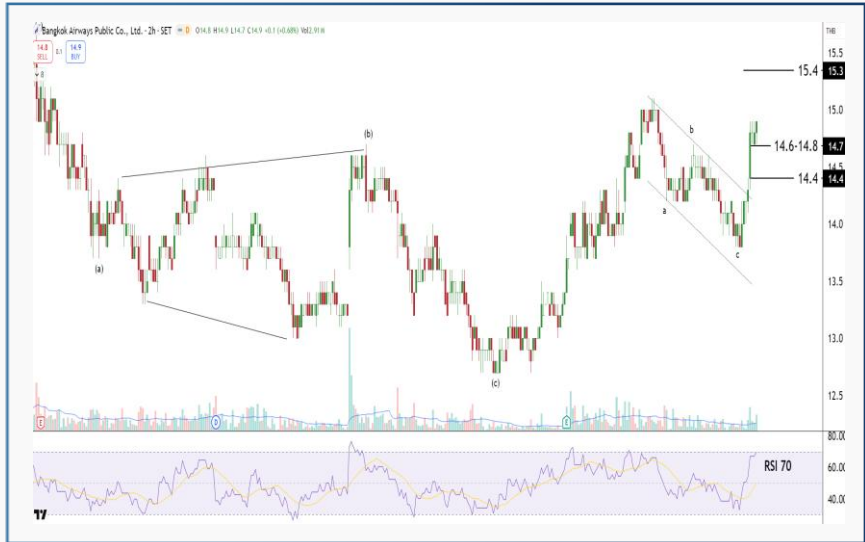 Bangkok Airways Public Co., Ltd. · 2h · SET D O14.8 H14.9 L14.7 C14.9 +0.1 (+0.68%) Vol2.91M THB
14.8 0.1 14.9
SELL BUY
8
15.5
15.4 15.3
15.0
(b)
b
14.6-14.8 14.7
14.5
14.4 14.4
a
14.0
c
(a)
13.5
13.0
(c)
12.5
E D E
80.00
RSI 70
60.00
40.00